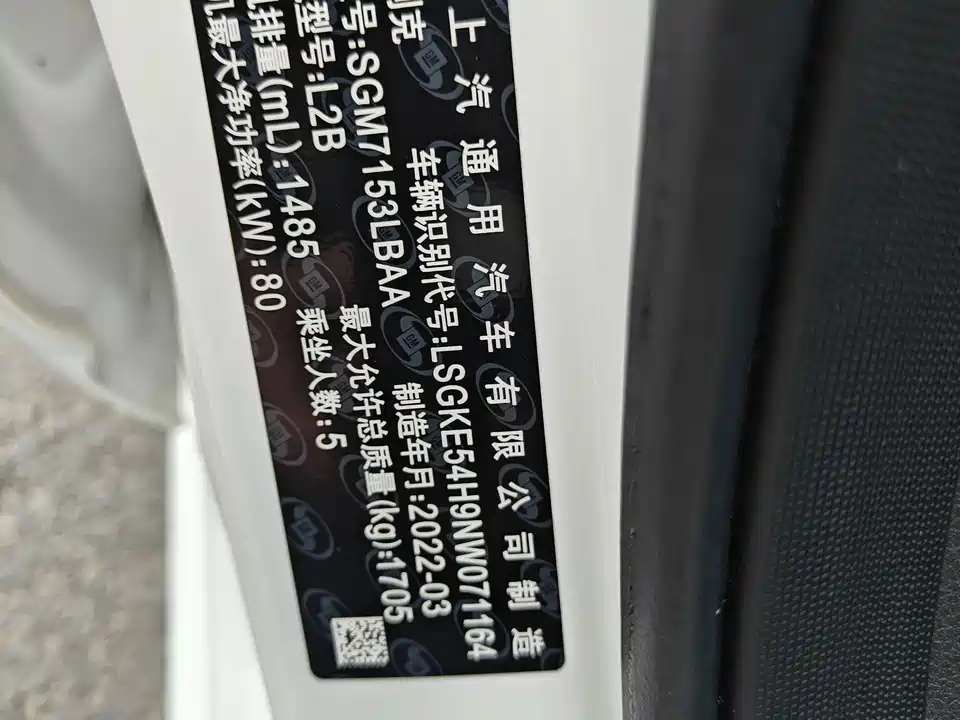 上汽通用汽车有限公司制造
克 车辆识别代号:LSGKE54H9NW071164
号:SGM7153LBAA 制造年月:2022-03
型号:L2B 最大允许总质量(kg):1705
排量(mL):1485 乘坐人数:5
最大净功率(kW):80